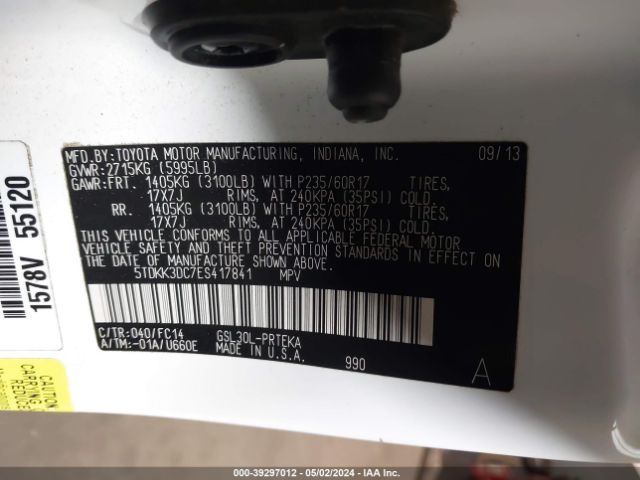 MFD.BY:TOYOTA MOTOR MANUFACTURING, INDIANA, INC. 09/13
GVWR:2715KG (5995LB)
GAWR:FRT. 1405KG (3100LB) WITH P235/60R17 TIRES,
17X7J RIMS, AT 240KPA (35PSI) COLD.
RR. 1405KG (3100LB) WITH P235/60R17 TIRES,
17X7J RIMS, AT 240KPA (35PSI) COLD.
THIS VEHICLE CONFORMS TO ALL APPLICABLE FEDERAL MOTOR
VEHICLE SAFETY AND THEFT PREVENTION STANDARDS IN EFFECT ON
THE DATE OF MANUFACTURE SHOWN ABOVE.
5TDKK3DC7ES417841 MPV
C/TR:040/FC14 GSL30L-PRTEKA
A/TM:-01A/U660E MADE IN U.S.A.
990 A
1578V 55120
CAUTION
CARRYING
REDUCE
000-39297012 - 05/02/2024 - IAA Inc.